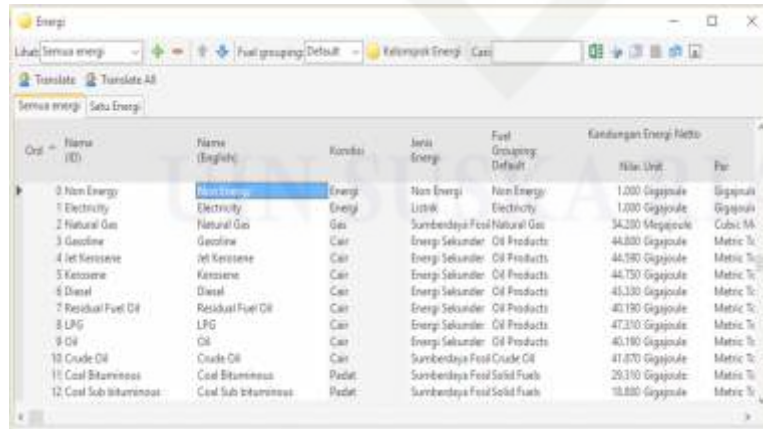 Energi
Lihat: Semua energi Fuel grouping: Default Kelompok Energi Cari:
Translate Translate All
Semua energi Satu Energi
Ord Name (ID) Name (English) Kondisi Jenis Energi Fuel Grouping: Default Kandungan Energi Netto
Nilai Unit Per
0 Non Energy Non Energy Energi Non Energi Non Energy 1.000 Gigajoule Gigajoule
1 Electricity Electricity Energi Listrik Electricity 1.000 Gigajoule Gigajoule
2 Natural Gas Natural Gas Gas Sumberdaya Fosil Natural Gas 34.200 Megajoule Cubic M
3 Gasoline Gasoline Cair Energi Sekunder Oil Products 44.800 Gigajoule Metric
4 Jet Kerosene Jet Kerosene Cair Energi Sekunder Oil Products 44.590 Gigajoule Metric
5 Kerosene Kerosene Cair Energi Sekunder Oil Products 44.750 Gigajoule Metric
6 Diesel Diesel Cair Energi Sekunder Oil Products 43.330 Gigajoule Metric
7 Residual Fuel Oil Residual Fuel Oil Cair Energi Sekunder Oil Products 40.190 Gigajoule Metric
8 LPG LPG Cair Energi Sekunder Oil Products 47.310 Gigajoule Metric
9 Oil Oil Cair Energi Sekunder Oil Products 40.190 Gigajoule Metric
10 Crude Oil Crude Oil Cair Sumberdaya Fosil Crude Oil 41.870 Gigajoule Metric
11 Coal Bituminous Coal Bituminous Padat Sumberdaya Fosil Solid Fuels 29.310 Gigajoule Metric
12 Coal Sub bituminous Coal Sub bituminous Padat Sumberdaya Fosil Solid Fuels 18.880 Gigajoule Metric
UIN SUSKA RI